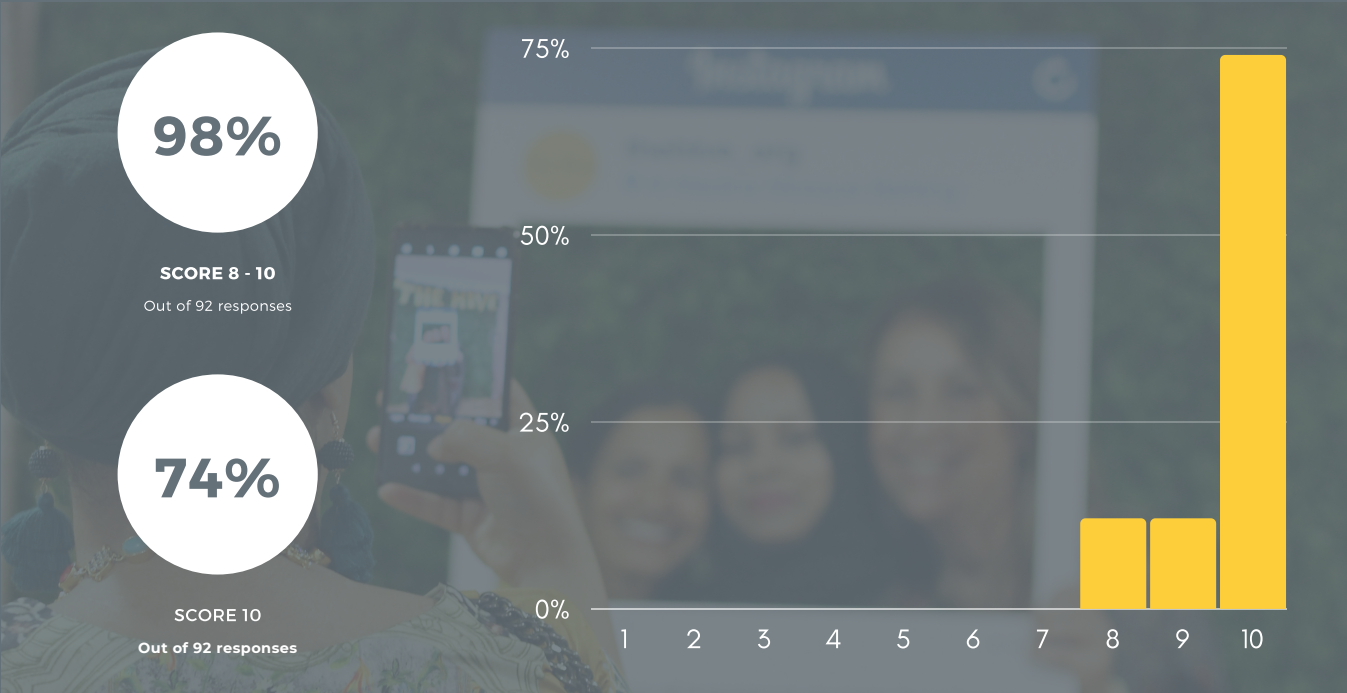 98%
SCORE 8 - 10
Out of 92 responses
74%
SCORE 10
Out of 92 responses
75%
Instagram
50%
25%
0%
1 2 3 4 5 6 7 8 9 10